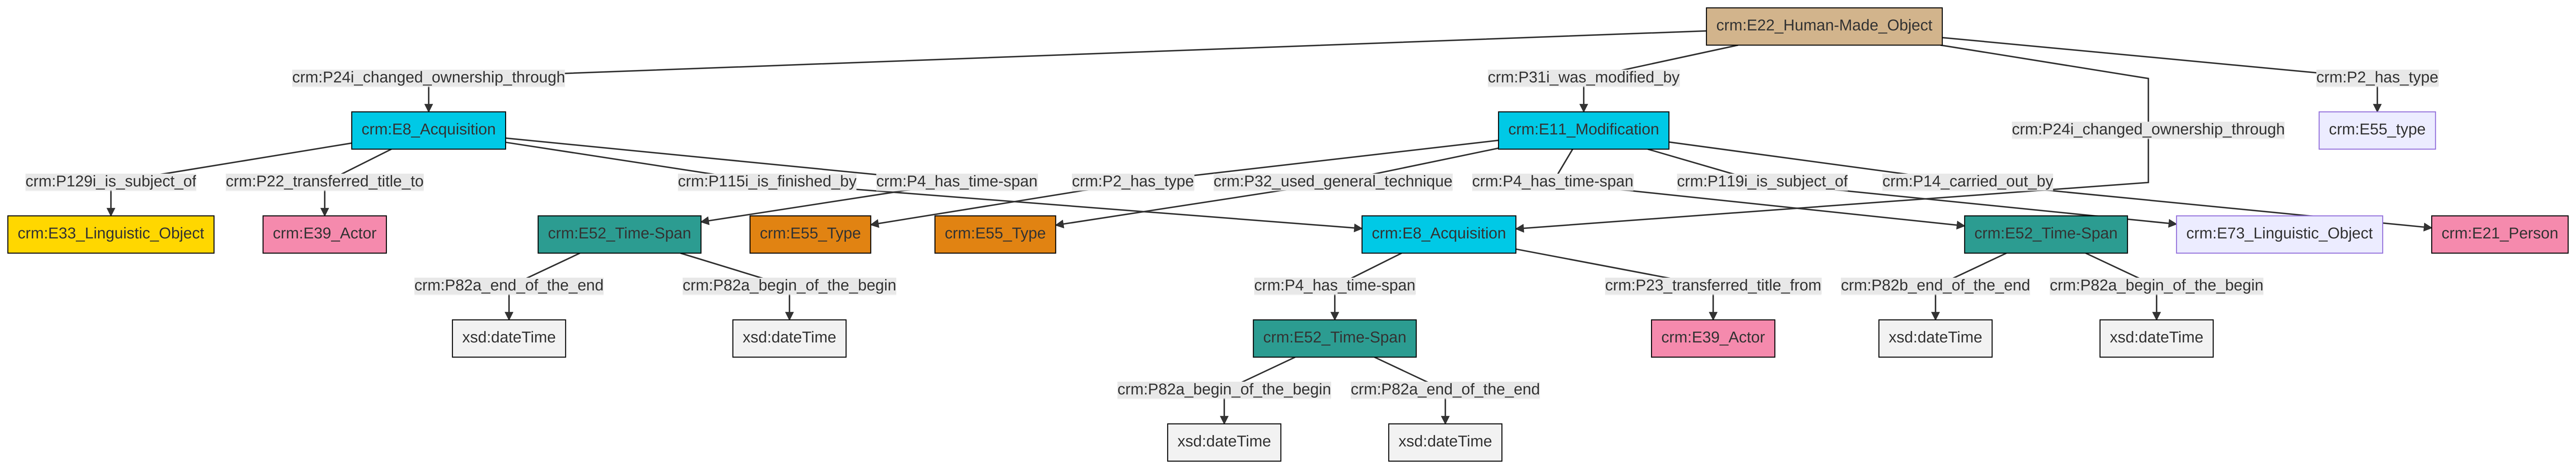 crm:E22_Human-Made_Object
crm:P24i_changed_ownership_through
crm:P31i_was_modified_by
crm:P2_has_type
crm:E8_Acquisition
crm:E11_Modification
crm:P24i_changed_ownership_through
crm:E55_type
crm:P129i_is_subject_of
crm:P22_transferred_title_to
crm:P115i_is_finished_by
crm:P4_has_time-span
crm:P2_has_type
crm:P32_used_general_technique
crm:P4_has_time-span
crm:P119i_is_subject_of
crm:P14_carried_out_by
crm:E33_Linguistic_Object
crm:E39_Actor
crm:E52_Time-Span
crm:E55_Type
crm:E55_Type
crm:E8_Acquisition
crm:E52_Time-Span
crm:E73_Linguistic_Object
crm:E21_Person
crm:P82a_end_of_the_end
crm:P82a_begin_of_the_begin
crm:P4_has_time-span
crm:P23_transferred_title_from
crm:P82b_end_of_the_end
crm:P82a_begin_of_the_begin
xsd:dateTime
xsd:dateTime
crm:E52_Time-Span
crm:E39_Actor
xsd:dateTime
xsd:dateTime
crm:P82a_begin_of_the_begin
crm:P82a_end_of_the_end
xsd:dateTime
xsd:dateTime